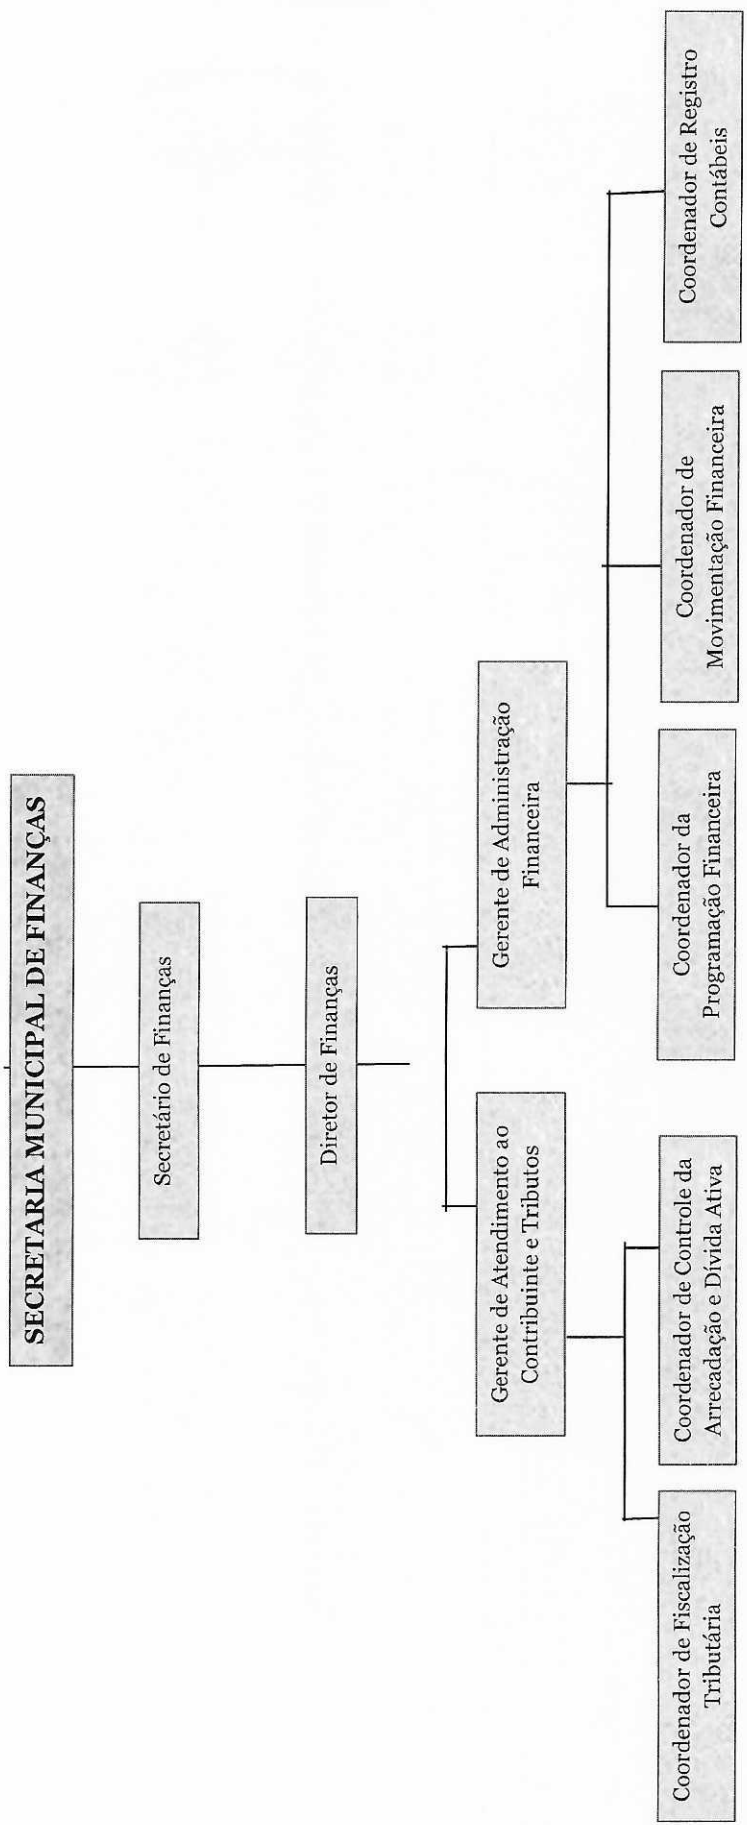 SECRETARIA MUNICIPAL DE FINANÇAS
Secretário de Finanças
Diretor de Finanças
Gerente de Atendimento ao
Contribuinte e Tributos
Gerente de Administração
Financeira
Coordenador de Fiscalização
Tributária
Coordenador de Controle da
Arrecadação e Dívida Ativa
Coordenador da
Programação Financeira
Coordenador de
Movimentação Financeira
Coordenador de Registro
Contábeis